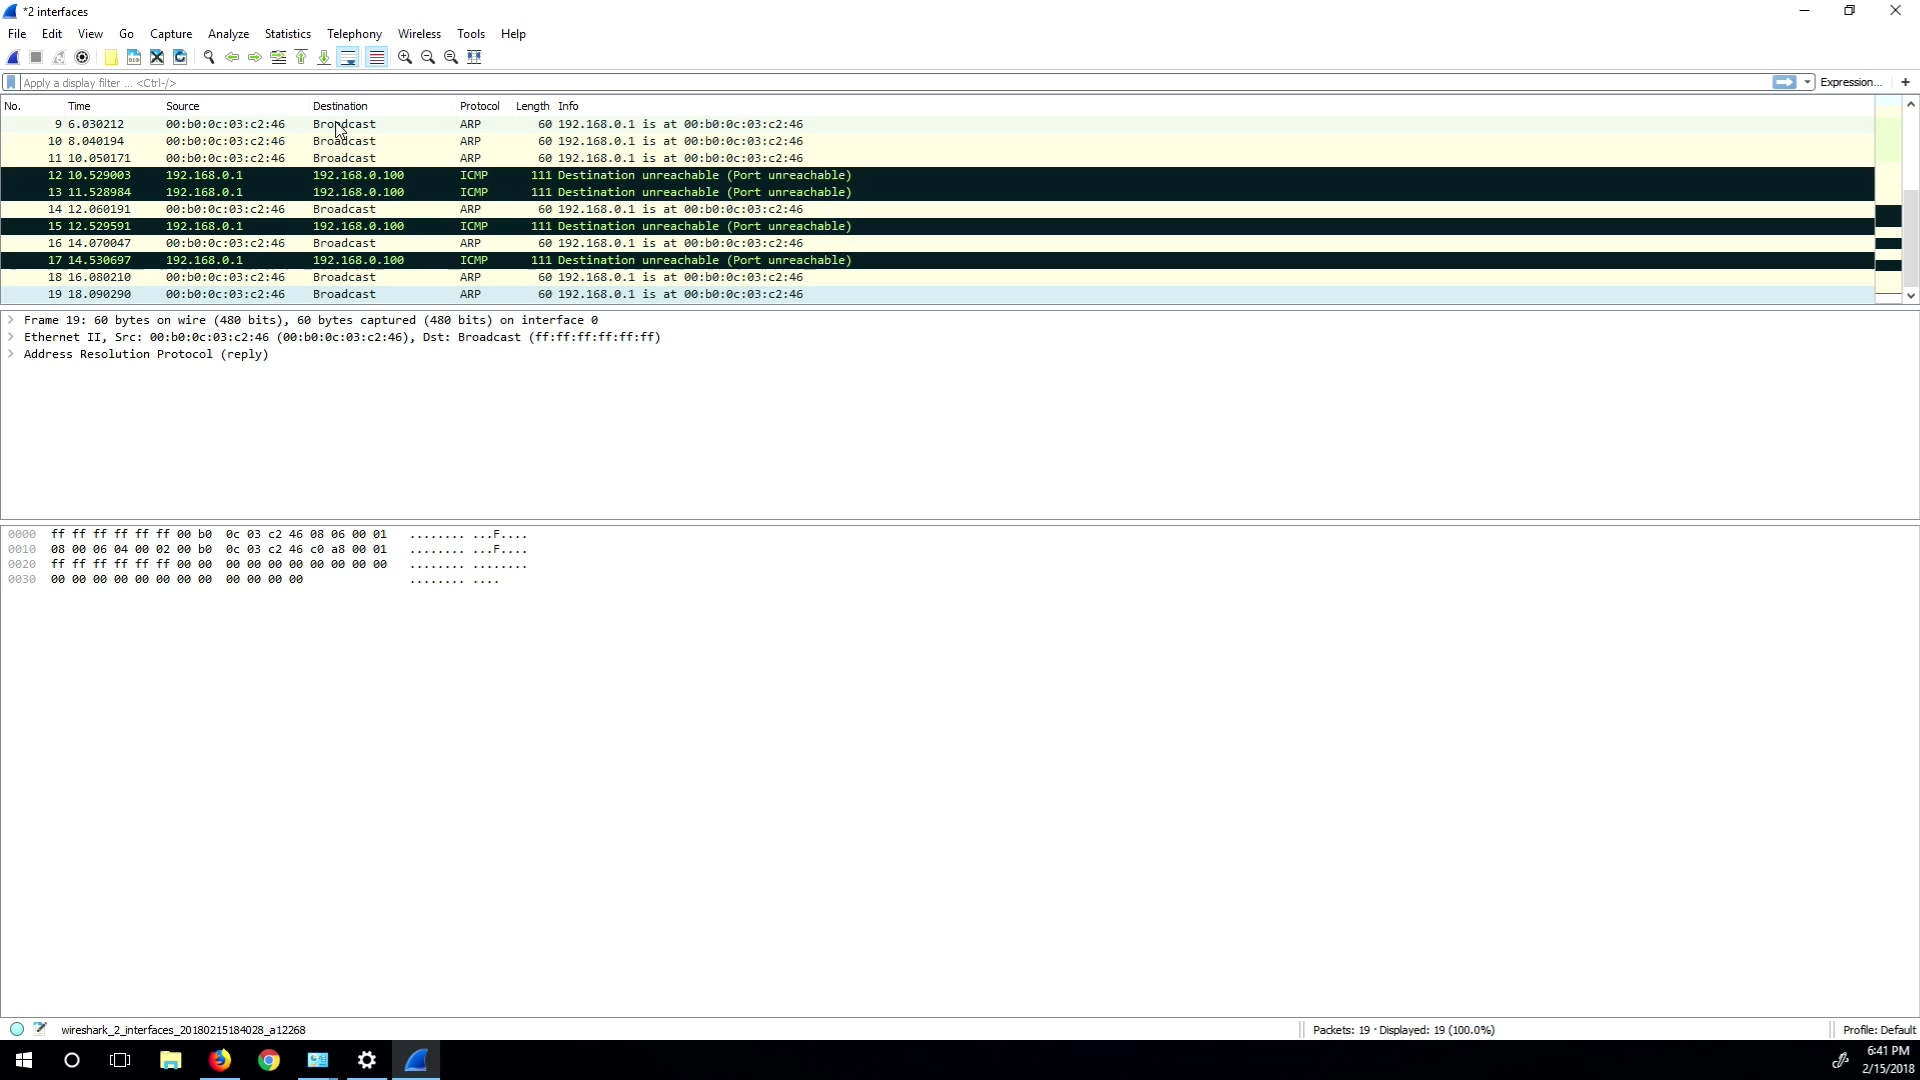 *2 interfaces
File Edit View Go Capture Analyze Statistics Telephony Wireless Tools Help
Apply a display filter ... <Ctrl-/> Expression... +
No. Time Source Destination Protocol Length Info
9 6.030212 00:b0:0c:03:c2:46 Broadcast ARP 60 192.168.0.1 is at 00:b0:0c:03:c2:46
10 8.040194 00:b0:0c:03:c2:46 Broadcast ARP 60 192.168.0.1 is at 00:b0:0c:03:c2:46
11 10.050171 00:b0:0c:03:c2:46 Broadcast ARP 60 192.168.0.1 is at 00:b0:0c:03:c2:46
12 10.529003 192.168.0.1 192.168.0.100 ICMP 111 Destination unreachable (Port unreachable)
13 11.528984 192.168.0.1 192.168.0.100 ICMP 111 Destination unreachable (Port unreachable)
14 12.060191 00:b0:0c:03:c2:46 Broadcast ARP 60 192.168.0.1 is at 00:b0:0c:03:c2:46
15 12.529591 192.168.0.1 192.168.0.100 ICMP 111 Destination unreachable (Port unreachable)
16 14.070047 00:b0:0c:03:c2:46 Broadcast ARP 60 192.168.0.1 is at 00:b0:0c:03:c2:46
17 14.530697 192.168.0.1 192.168.0.100 ICMP 111 Destination unreachable (Port unreachable)
18 16.080210 00:b0:0c:03:c2:46 Broadcast ARP 60 192.168.0.1 is at 00:b0:0c:03:c2:46
19 18.090290 00:b0:0c:03:c2:46 Broadcast ARP 60 192.168.0.1 is at 00:b0:0c:03:c2:46
Frame 19: 60 bytes on wire (480 bits), 60 bytes captured (480 bits) on interface 0
Ethernet II, Src: 00:b0:0c:03:c2:46 (00:b0:0c:03:c2:46), Dst: Broadcast (ff:ff:ff:ff:ff:ff)
Address Resolution Protocol (reply)
0000 ff ff ff ff ff ff 00 b0 0c 03 c2 46 08 06 00 01 ........ ...F....
0010 08 00 06 04 00 02 00 b0 0c 03 c2 46 c0 a8 00 01 ........ ...F....
0020 ff ff ff ff ff ff 00 00 00 00 00 00 00 00 00 00 ........ ........
0030 00 00 00 00 00 00 00 00 00 00 00 00 ........ ....
wireshark_2_interfaces_20180215184028_a12268 Packets: 19 · Displayed: 19 (100.0%) Profile: Default
6:41 PM
2/15/2018